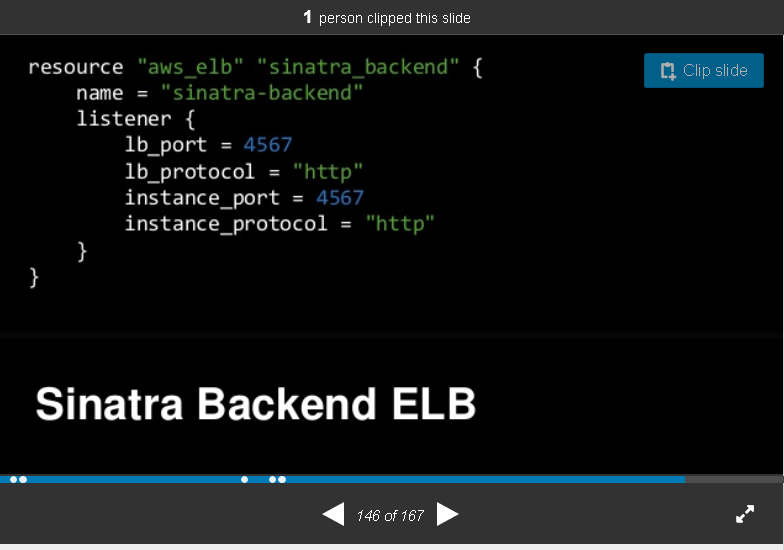 1 person clipped this slide
resource "aws_elb" "sinatra_backend" {
Clip slide
name = "sinatra-backend"
listener {
lb_port = 4567
lb_protocol = "http"
instance_port = 4567
instance_protocol = "http"
}
}
Sinatra Backend ELB
146 of 167